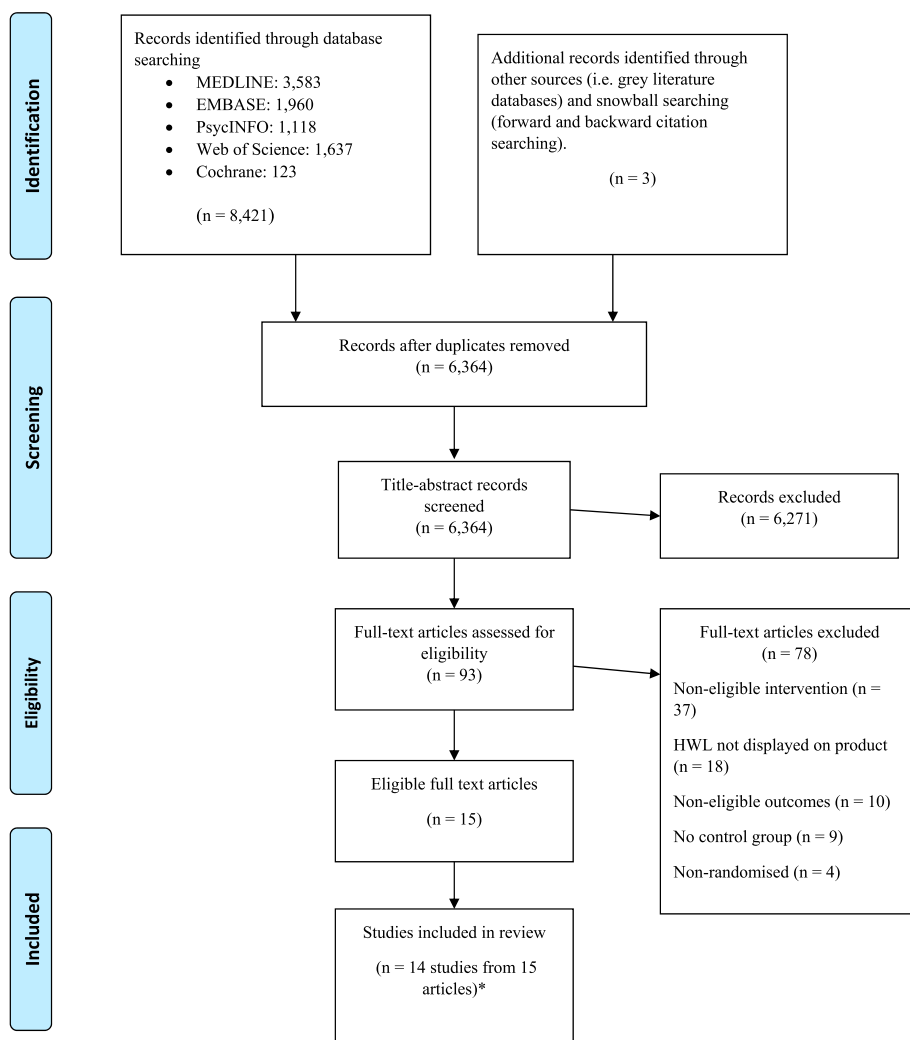 Identification
Records identified through database
searching
• MEDLINE: 3,583
• EMBASE: 1,960
• PsycINFO: 1,118
• Web of Science: 1,637
• Cochrane: 123
(n = 8,421)
Additional records identified through
other sources (i.e. grey literature
databases) and snowball searching
(forward and backward citation
searching).
(n = 3)
Screening
Records after duplicates removed
(n = 6,364)
Title-abstract records
screened
(n = 6,364)
Records excluded
(n = 6,271)
Eligibility
Full-text articles assessed for
eligibility
(n = 93)
Full-text articles excluded
(n = 78)
Non-eligible intervention (n =
37)
HWL not displayed on product
(n = 18)
Non-eligible outcomes (n = 10)
No control group (n = 9)
Non-randomised (n = 4)
Eligible full text articles
(n = 15)
Included
Studies included in review
(n = 14 studies from 15
articles)*